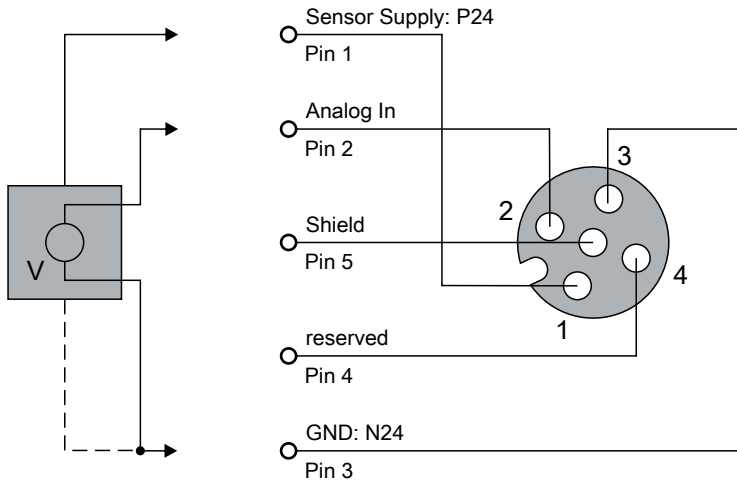 Sensor Supply: P24
Pin 1
Analog In
Pin 2
3
2
Shield
Pin 5
V
4
1
reserved
Pin 4
GND: N24
Pin 3